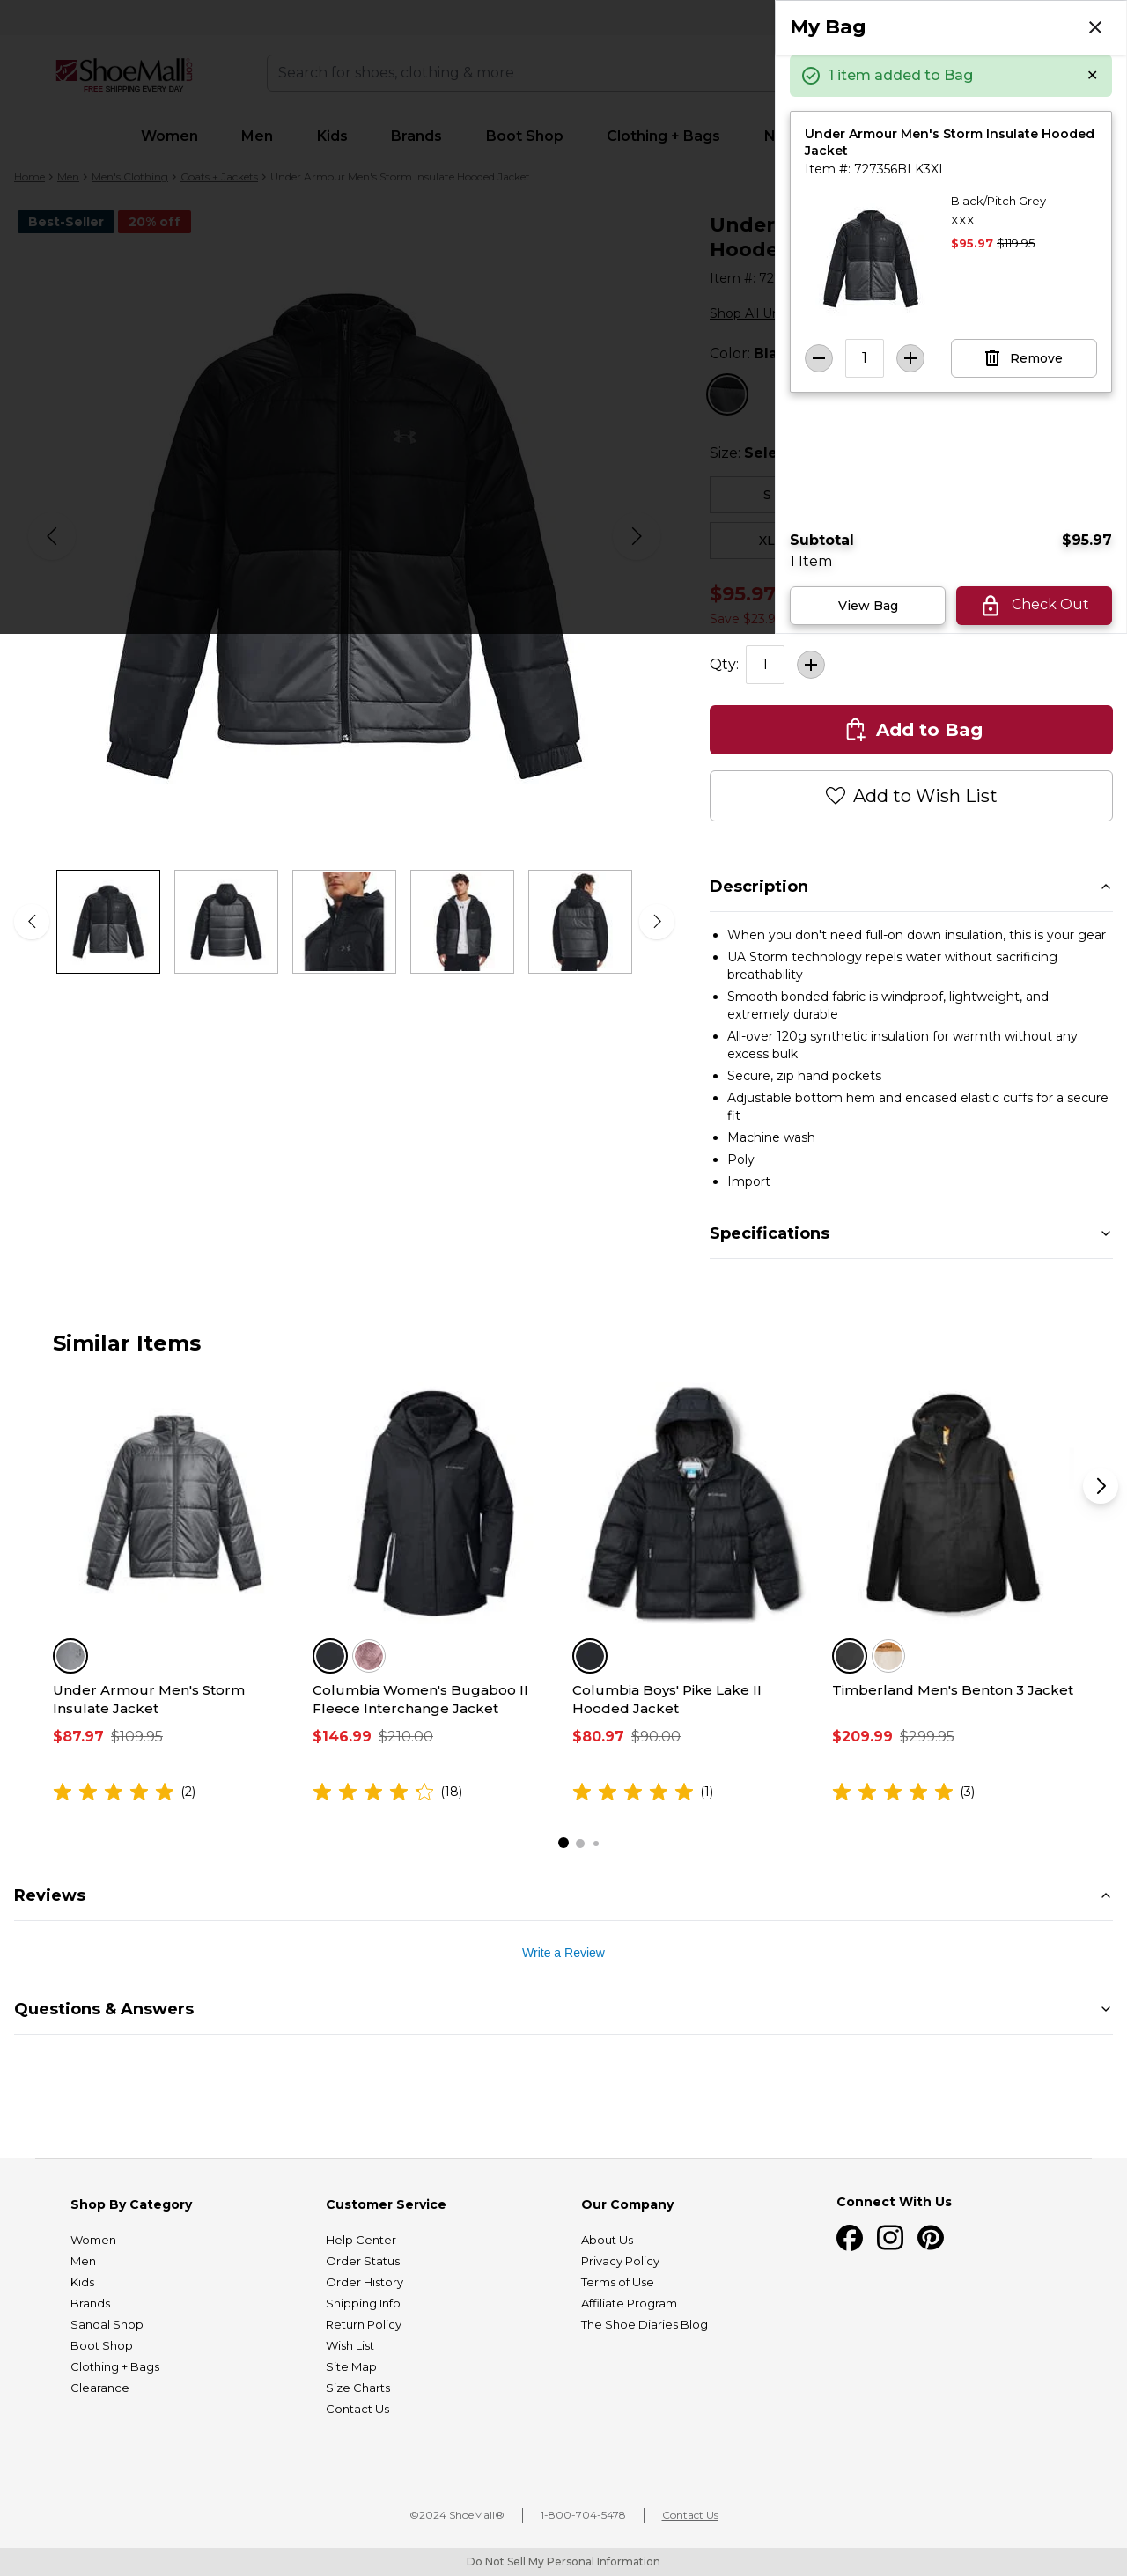 My Bag
1 item added to Bag
Under Armour Men's Storm Insulate Hooded
Jacket
Item #: 727356BLK3XL
Black/Pitch Grey
XXXL
$95.97 $119.95
1
Remove
Subtotal $95.97
1 Item
View Bag
Check Out
ShoeMall
.COM
FREE SHIPPING EVERY DAY
Search for shoes, clothing & more
Women Men Kids Brands Boot Shop Clothing + Bags
Home > Men > Men's Clothing > Coats + Jackets > Under Armour Men's Storm Insulate Hooded Jacket
Best-Seller 20% off
Under
Hoode
Item #: 72
Shop All Un
Color: Bla
Size: Sele
S
XL
$95.97
Save $23.9
Qty: 1
Add to Bag
Add to Wish List
Description
• When you don't need full-on down insulation, this is your gear
• UA Storm technology repels water without sacrificing
breathability
• Smooth bonded fabric is windproof, lightweight, and
extremely durable
• All-over 120g synthetic insulation for warmth without any
excess bulk
• Secure, zip hand pockets
• Adjustable bottom hem and encased elastic cuffs for a secure
fit
• Machine wash
• Poly
• Import
Specifications
Similar Items
Under Armour Men's Storm
Insulate Jacket
$87.97 $109.95
(2)
Columbia Women's Bugaboo II
Fleece Interchange Jacket
$146.99 $210.00
(18)
Columbia Boys' Pike Lake II
Hooded Jacket
$80.97 $90.00
(1)
Timberland Men's Benton 3 Jacket
$209.99 $299.95
(3)
Reviews
Write a Review
Questions & Answers
Shop By Category
Women
Men
Kids
Brands
Sandal Shop
Boot Shop
Clothing + Bags
Clearance
Customer Service
Help Center
Order Status
Order History
Shipping Info
Return Policy
Wish List
Site Map
Size Charts
Contact Us
Our Company
About Us
Privacy Policy
Terms of Use
Affiliate Program
The Shoe Diaries Blog
Connect With Us
©2024 ShoeMall® | 1-800-704-5478 | Contact Us
Do Not Sell My Personal Information